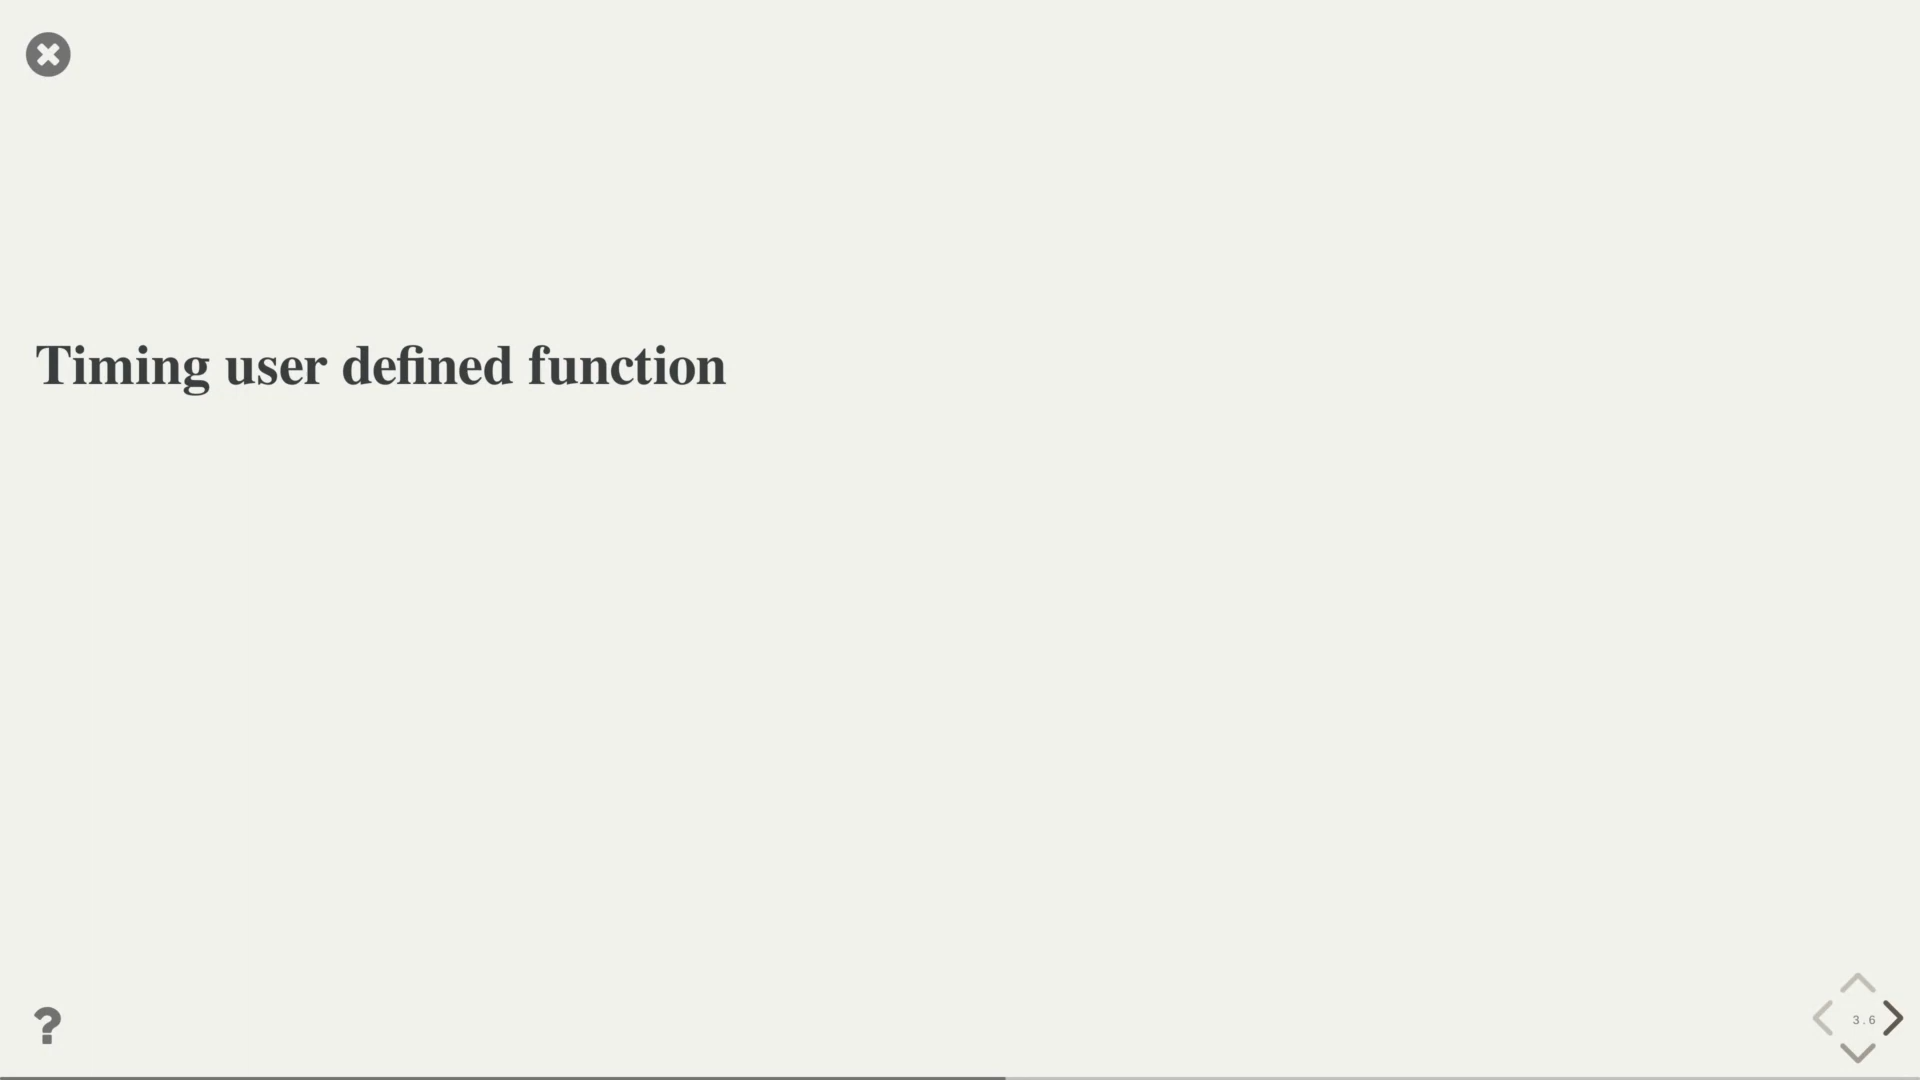 Timing user defined function
?
3.6